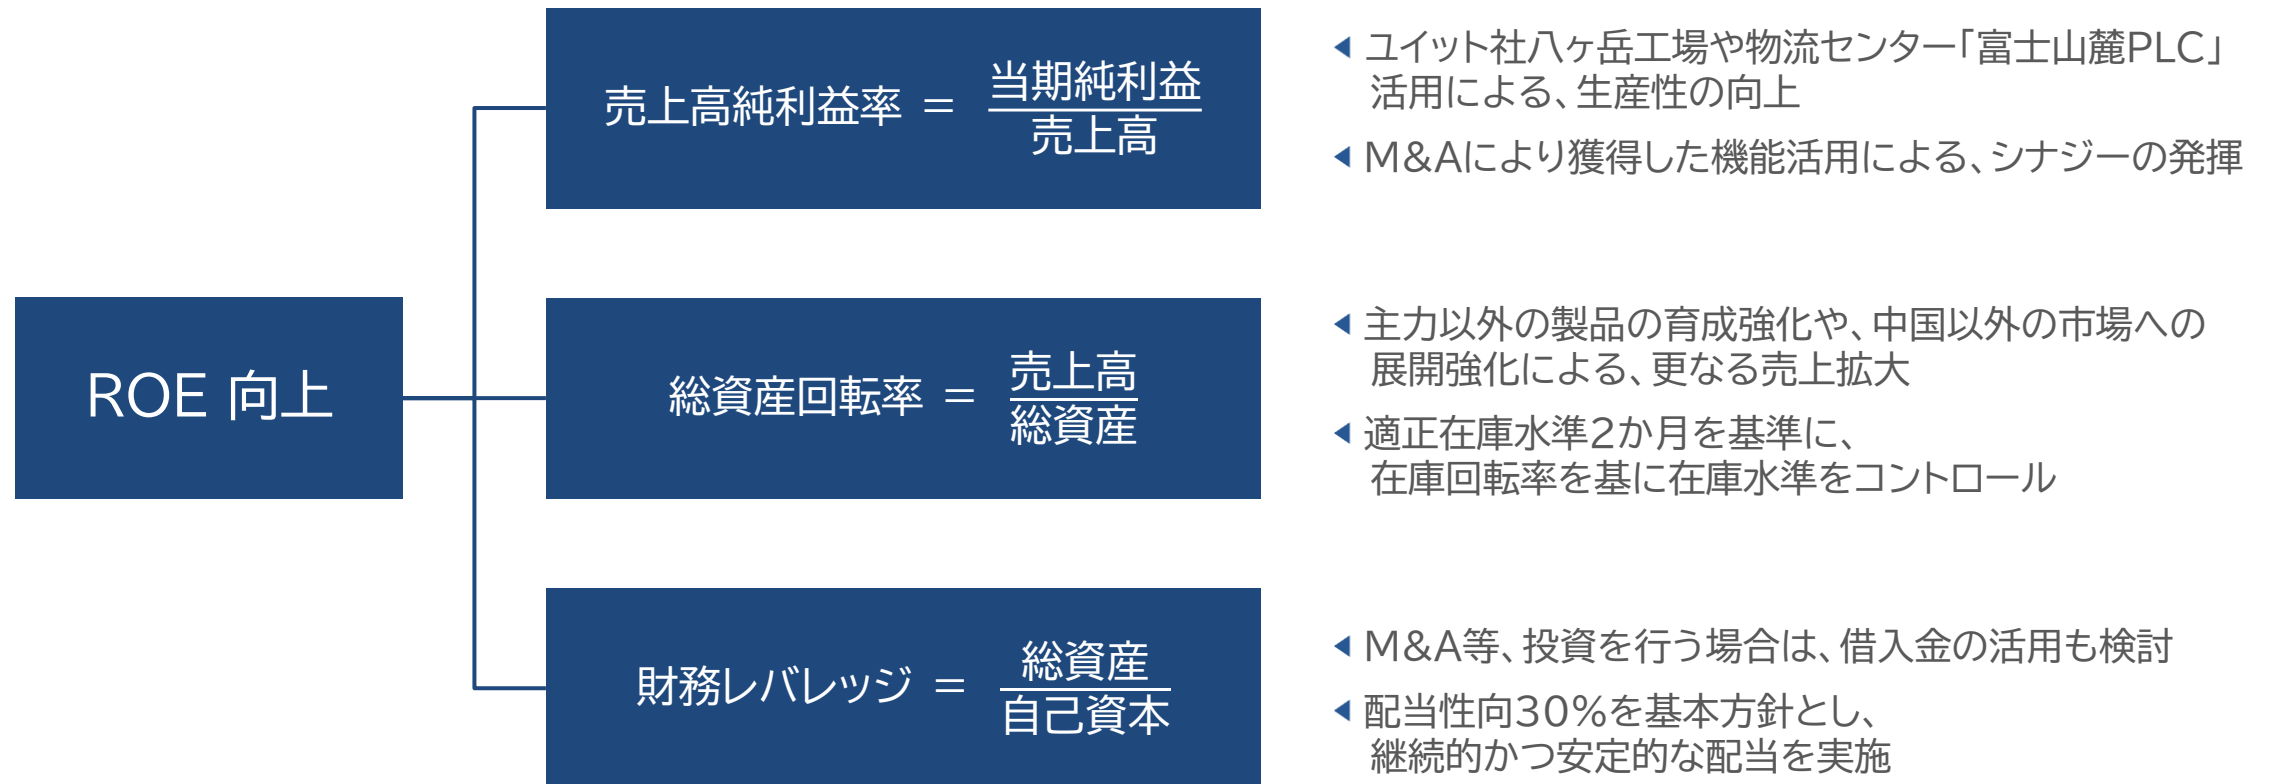 ROE 向上
売上高純利益率 = 当期純利益
売上高
ユイット社八ヶ岳工場や物流センター「富士山麓PLC」
活用による、生産性の向上
M&Aにより獲得した機能活用による、シナジーの発揮
総資産回転率 = 売上高
総資産
主力以外の製品の育成強化や、中国以外の市場への
展開強化による、更なる売上拡大
適正在庫水準2か月を基準に、
在庫回転率を基に在庫水準をコントロール
財務レバレッジ = 総資産
自己資本
M&A等、投資を行う場合は、借入金の活用も検討
配当性向30%を基本方針とし、
継続的かつ安定的な配当を実施